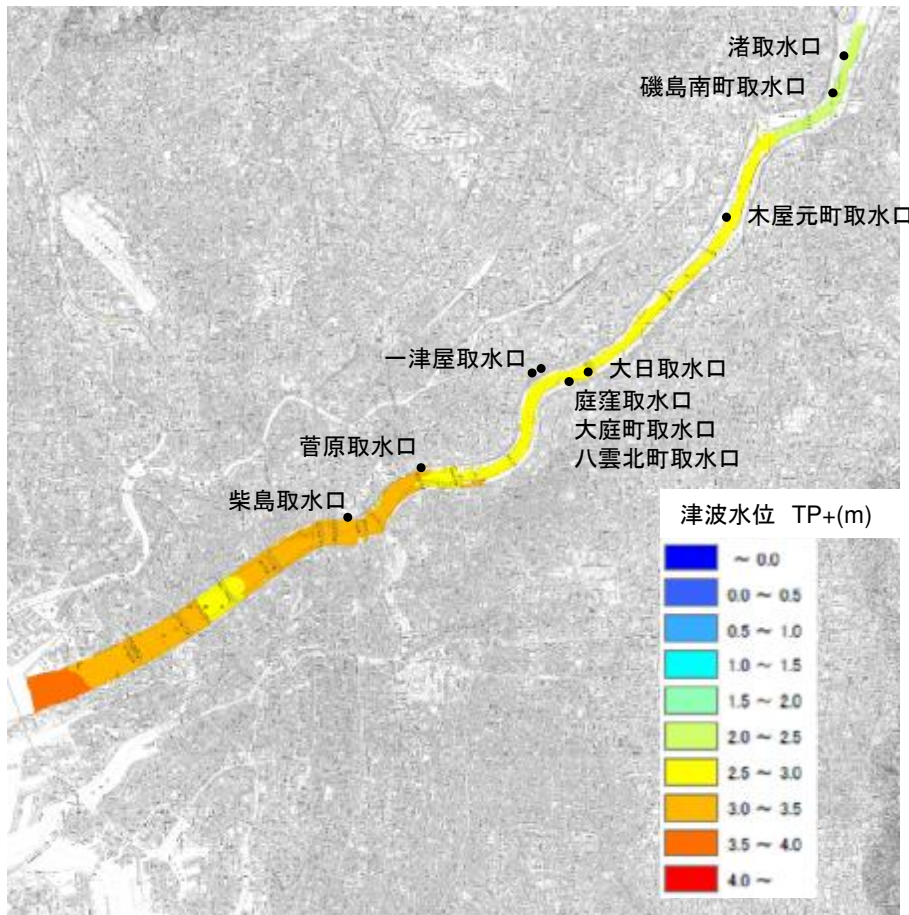 渚取水口
磯島南町取水口
木屋元町取水口
一津屋取水口
大日取水口
庭窪取水口
大庭町取水口
八雲北町取水口
菅原取水口
柴島取水口
津波水位 TP+(m)
～ 0.0
0.0 ～ 0.5
0.5 ～ 1.0
1.0 ～ 1.5
1.5 ～ 2.0
2.0 ～ 2.5
2.5 ～ 3.0
3.0 ～ 3.5
3.5 ～ 4.0
4.0 ～